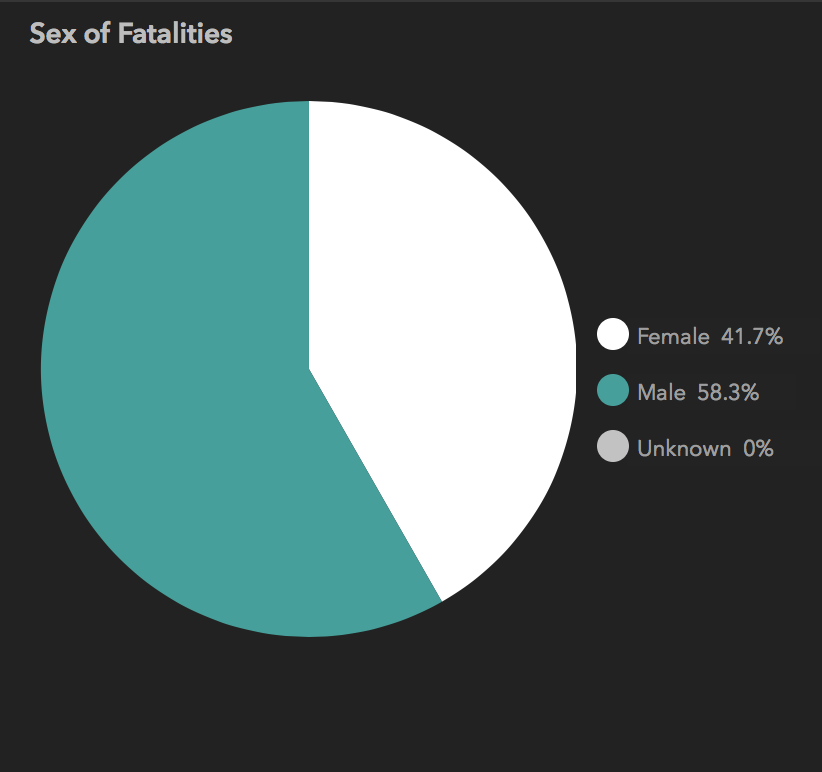 Sex of Fatalities
Female 41.7%
Male 58.3%
Unknown 0%